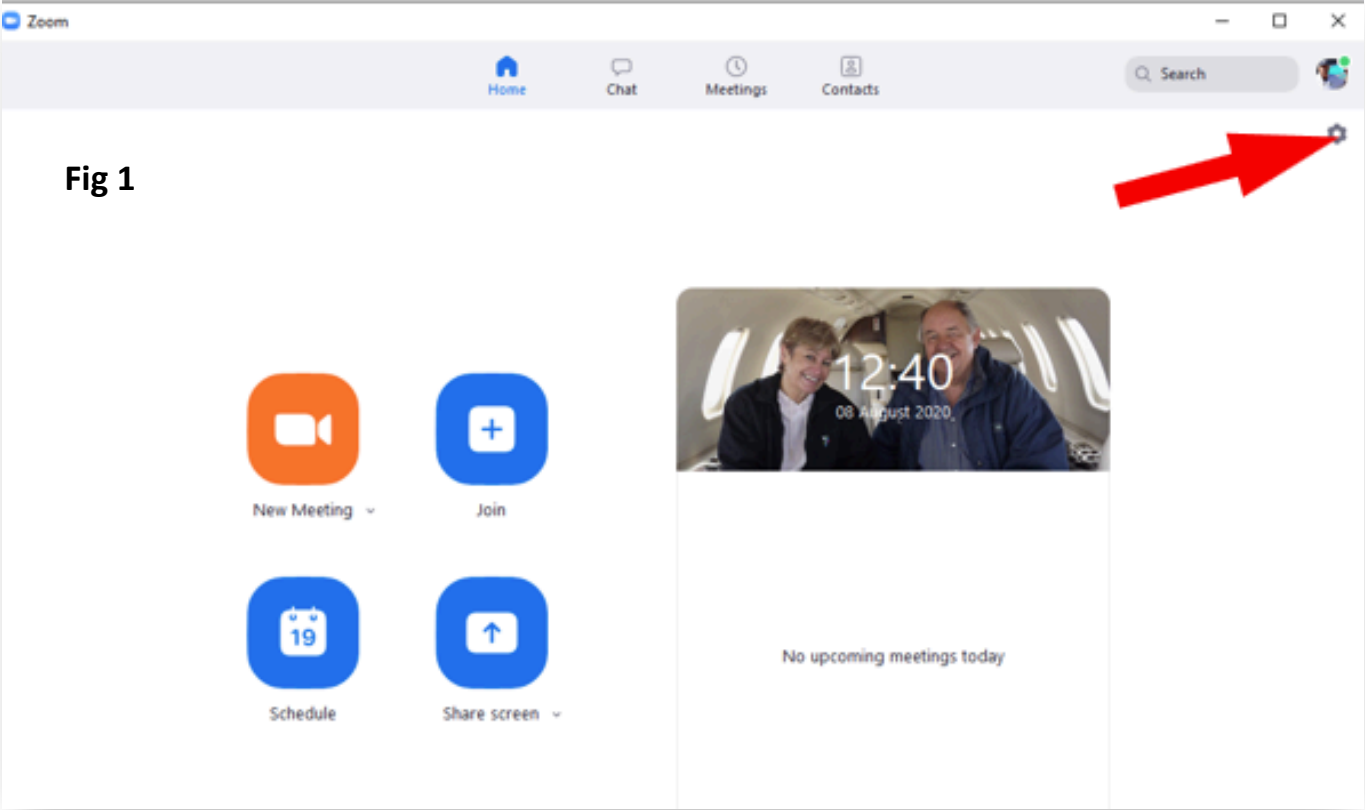 Zoom
Home
Chat
Meetings
Contacts
Search
Fig 1
12:40
08 August 2020
New Meeting
Join
19
Schedule
Share screen
No upcoming meetings today